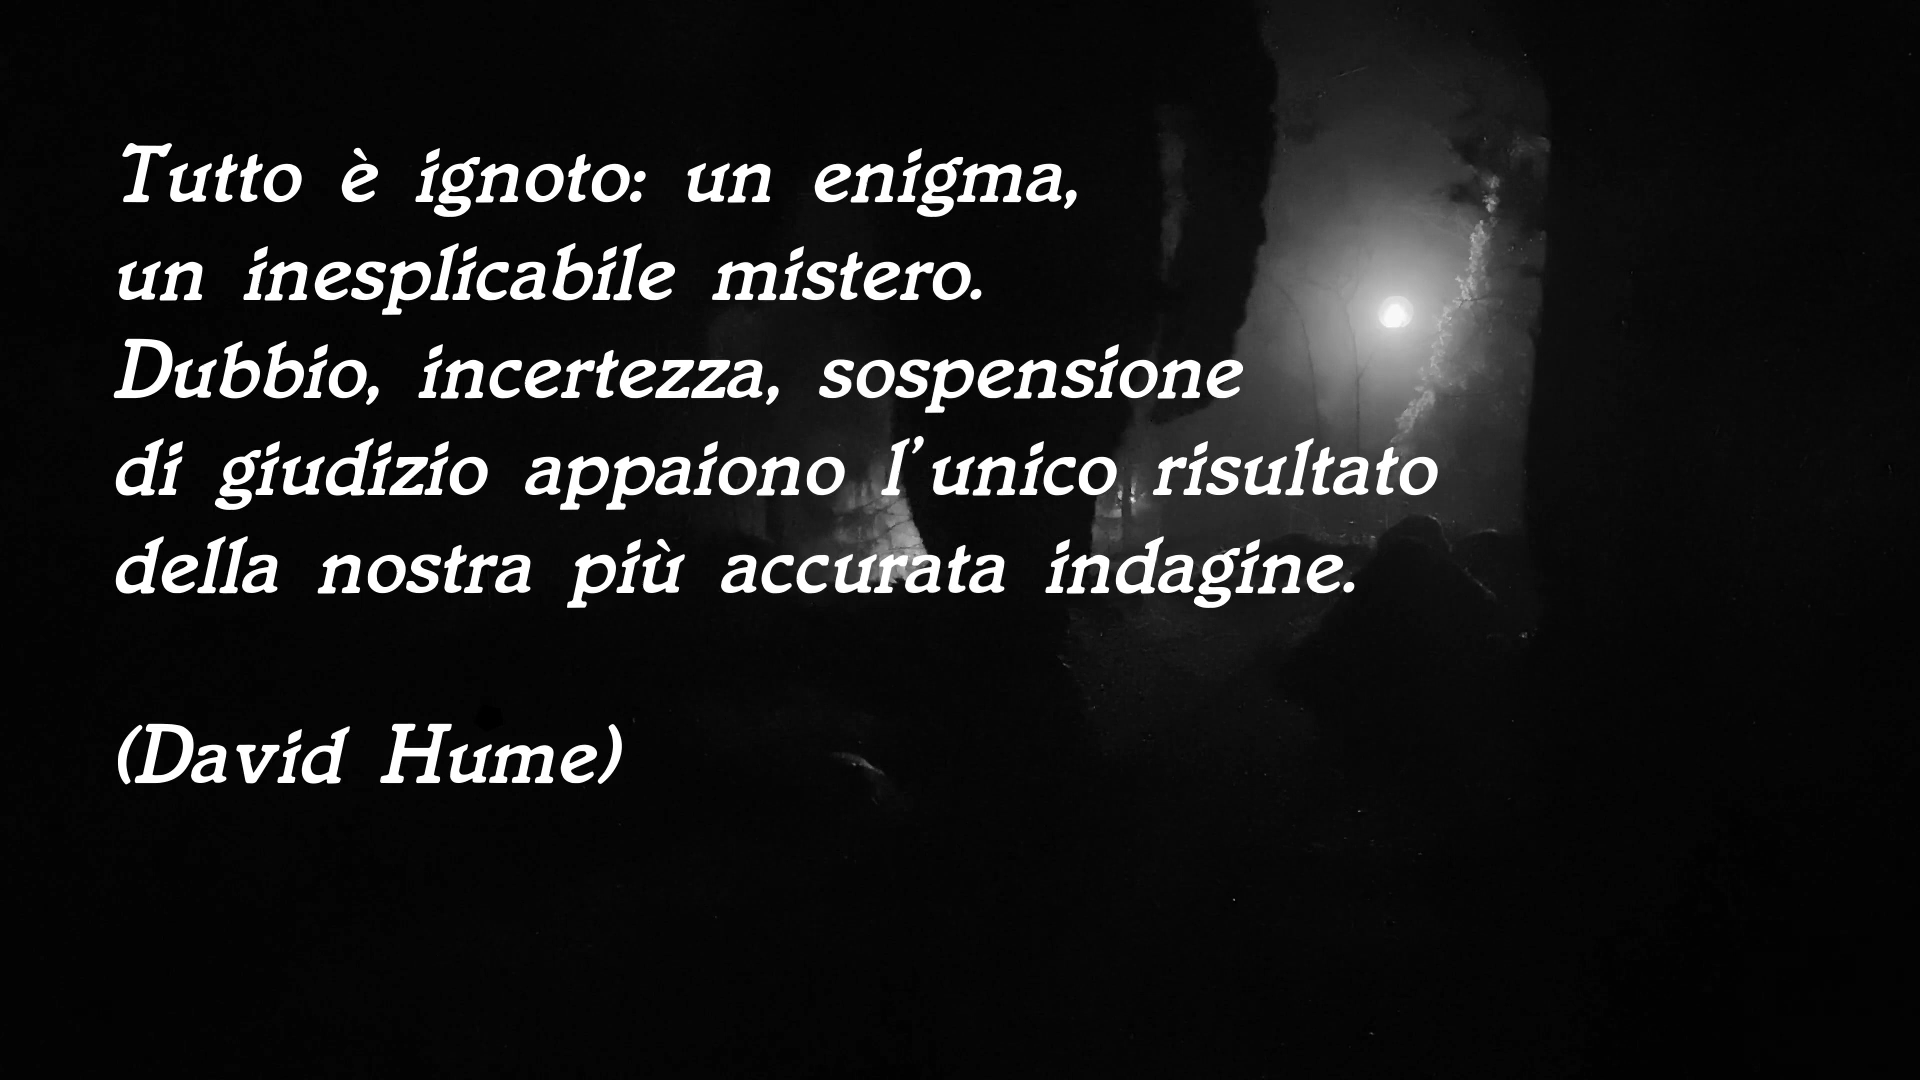 Tutto è ignoto: un enigma,
un inesplicabile mistero.
Dubbio, incertezza, sospensione
di giudizio appaiono l'unico risultato
della nostra più accurata indagine.
(David Hume)